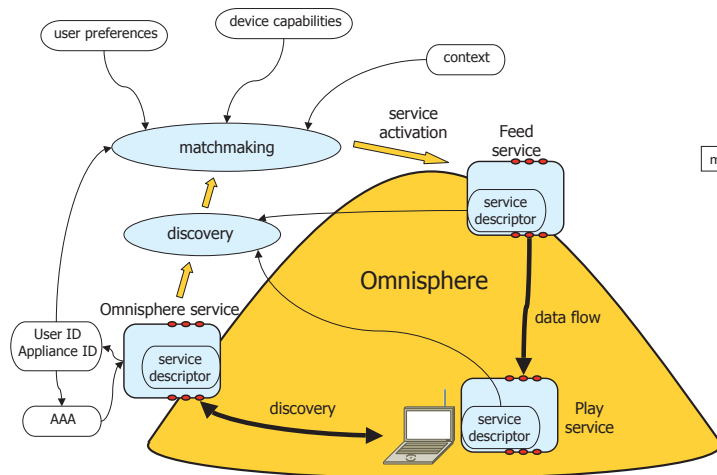 device capabilities
user preferences
context
service
activation
Feed
service
matchmaking
m
service
descriptor
discovery
Omnisphere
Omnisphere service
data flow
User ID
Appliance ID
service
descriptor
discovery
service
descriptor
Play
service
AAA